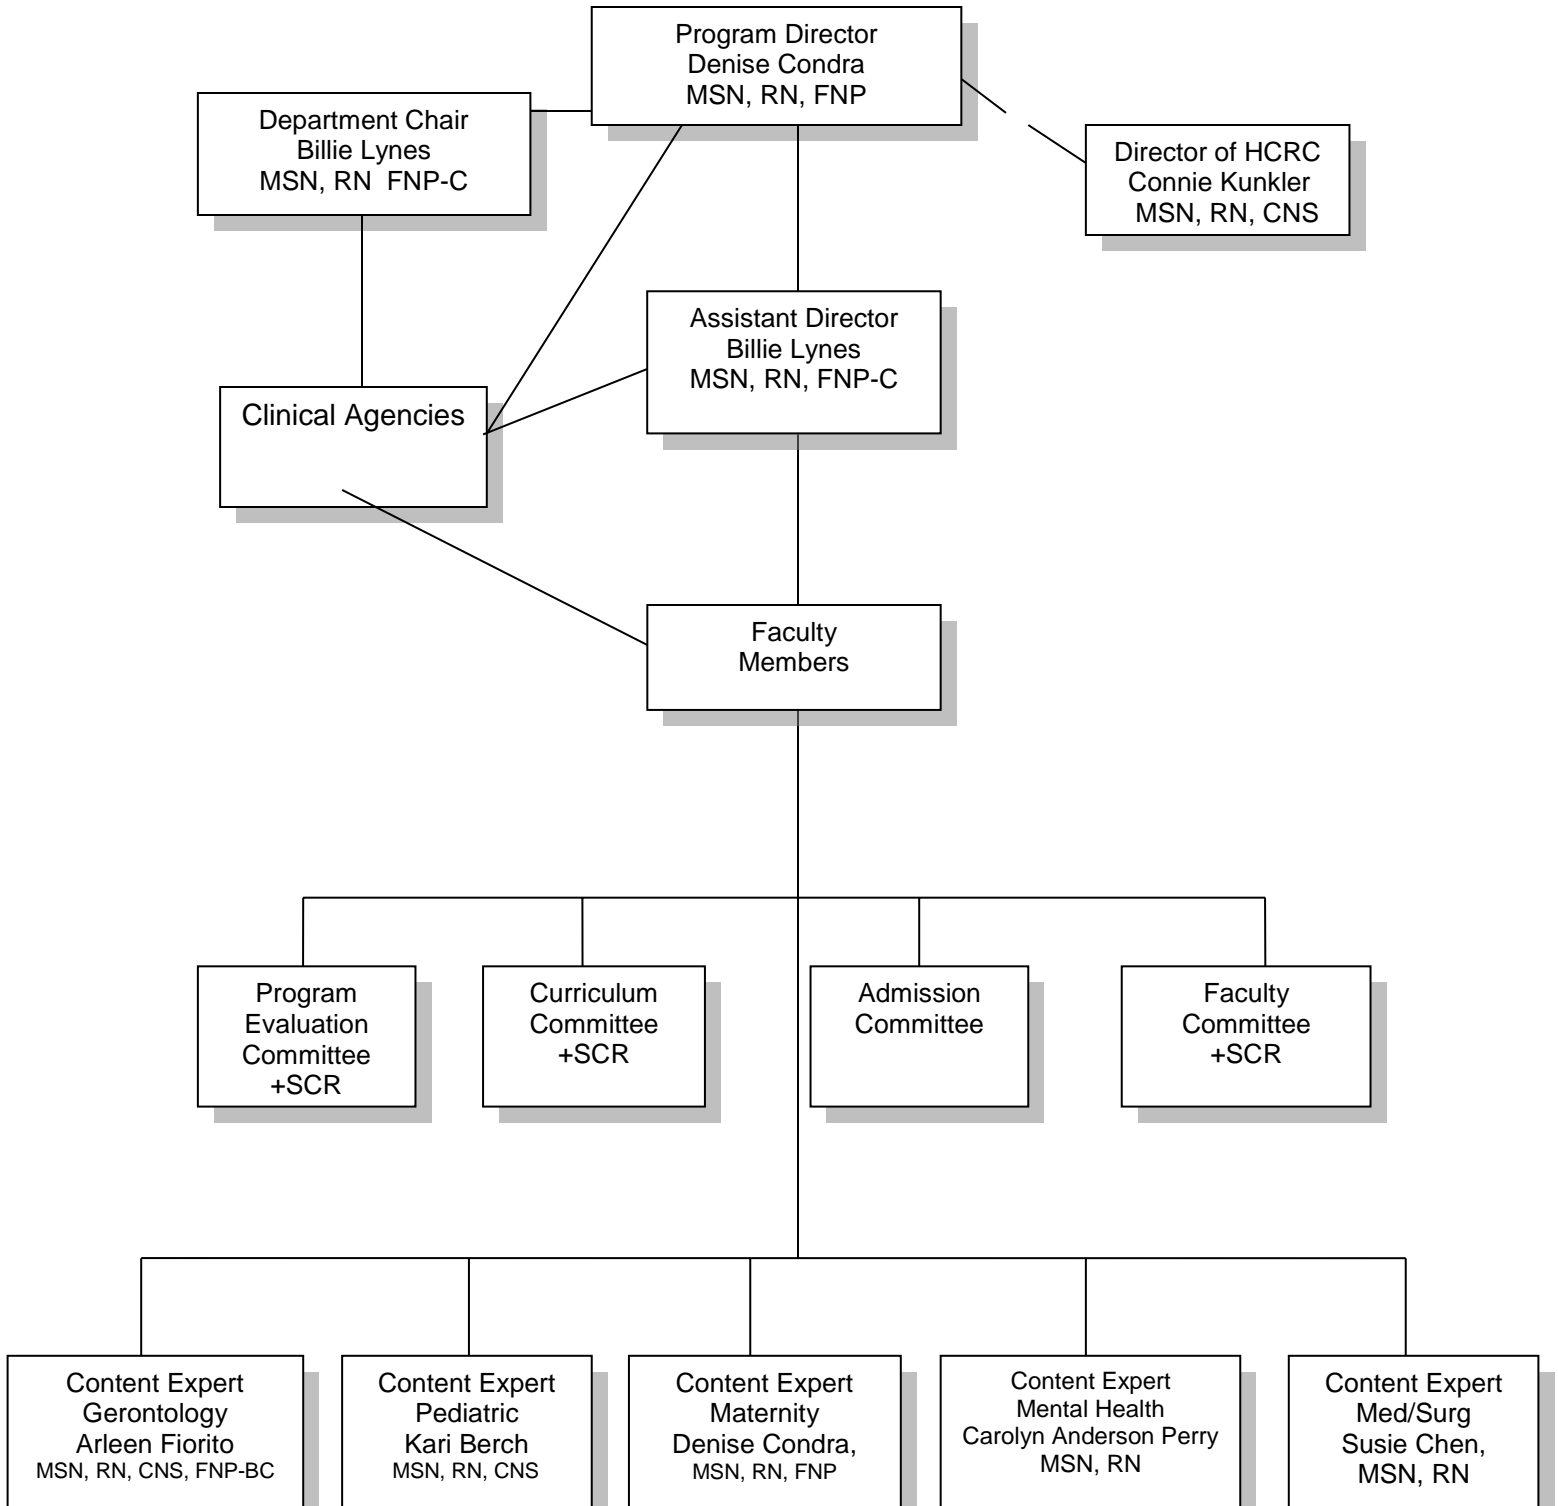 Program Director
Denise Condra
MSN, RN, FNP
Department Chair
Billie Lynes
MSN, RN  FNP-C
Director of HCRC
Connie Kunkler
MSN, RN, CNS
Assistant Director
Billie Lynes
MSN, RN, FNP-C
Clinical Agencies
Faculty
Members
Program
Evaluation
Committee
+SCR
Curriculum
Committee
+SCR
Admission
Committee
Faculty
Committee
+SCR
Content Expert
Gerontology
Arleen Fiorito
MSN, RN, CNS, FNP-BC
Content Expert
Pediatric
Kari Berch
MSN, RN, CNS
Content Expert
Maternity
Denise Condra,
MSN, RN, FNP
Content Expert
Mental Health
Carolyn Anderson Perry
MSN, RN
Content Expert
Med/Surg
Susie Chen,
MSN, RN